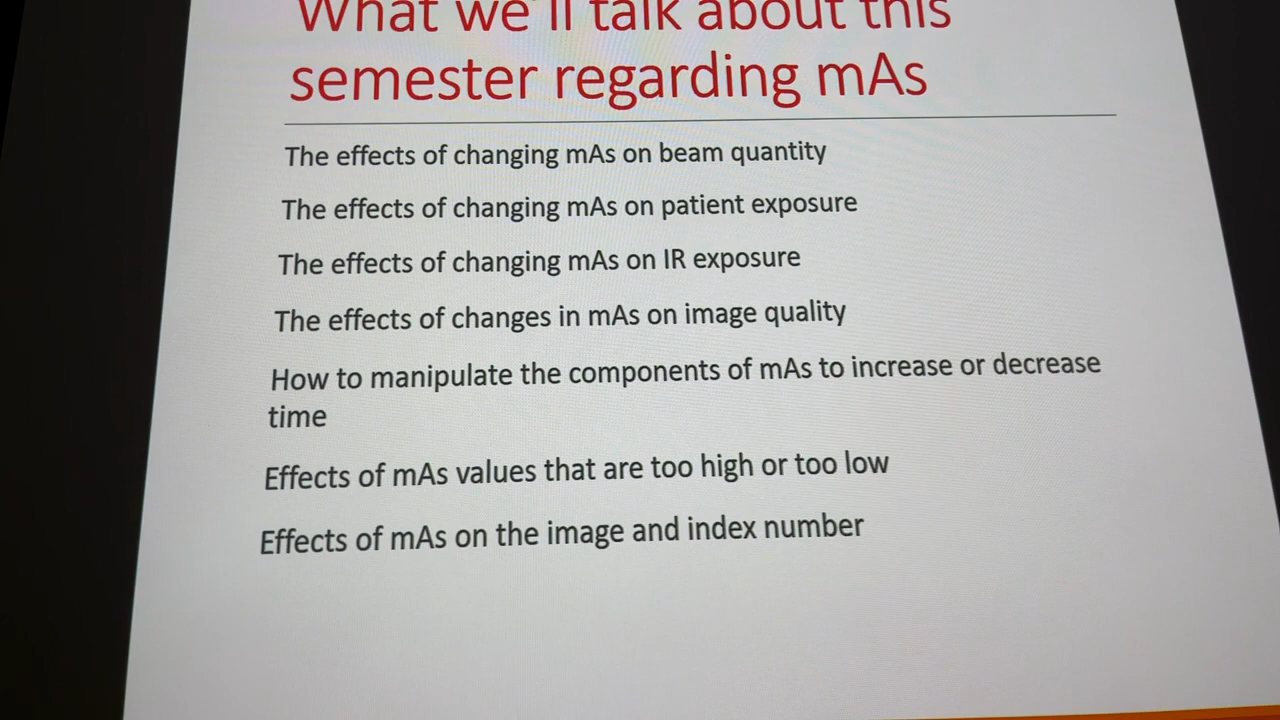 What we'll talk about this
semester regarding mAs
The effects of changing mAs on beam quantity
The effects of changing mAs on patient exposure
The effects of changing mAs on IR exposure
The effects of changes in mAs on image quality
How to manipulate the components of mAs to increase or decrease
time
Effects of mAs values that are too high or too low
Effects of mAs on the image and index number